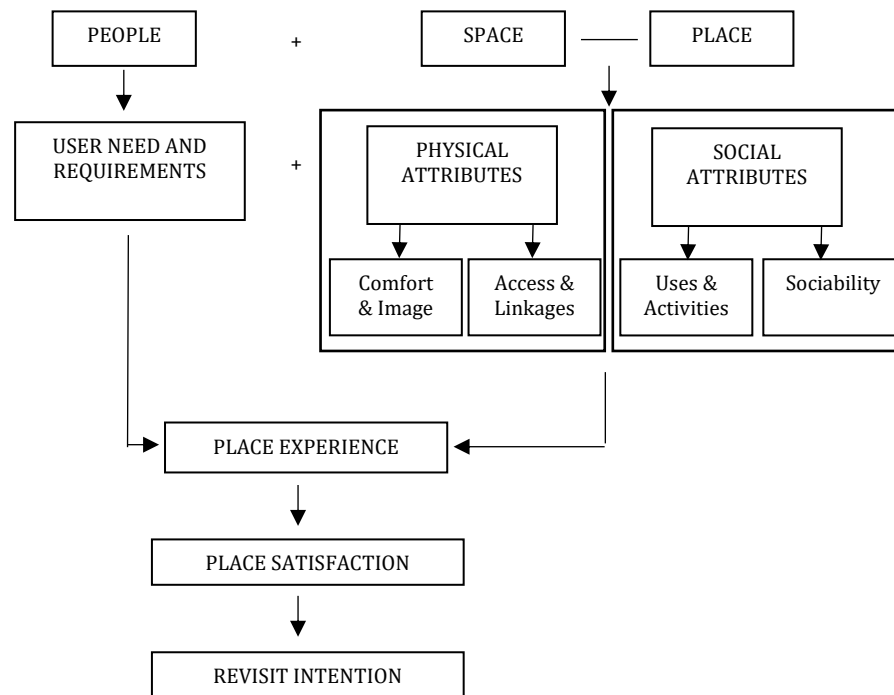 PEOPLE
+
SPACE
PLACE
USER NEED AND
REQUIREMENTS
+
PHYSICAL
ATTRIBUTES
SOCIAL
ATTRIBUTES
Comfort
& Image
Access &
Linkages
Uses &
Activities
Sociability
PLACE EXPERIENCE
PLACE SATISFACTION
REVISIT INTENTION